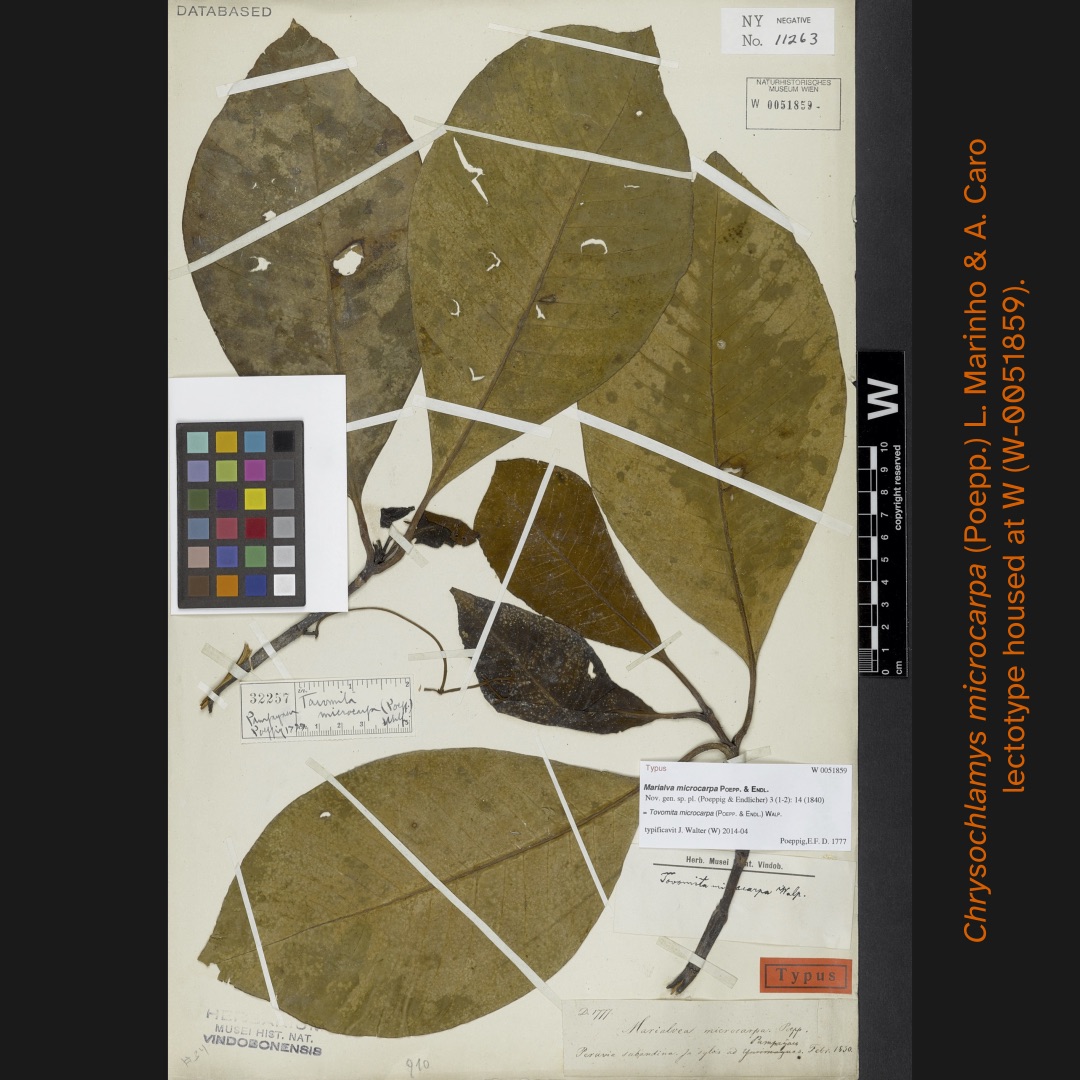 DATABASED
NY NEGATIVE
No. 11263
NATURHISTORISCHES
MUSEUM WIEN
W 0051859 -
W
10
9
8
7
6
5
4
3
2
1
0
cm
copyright reserved
Chrysochlamys microcarpa (Poepp.) L. Marinho & A. Caro
lectotype housed at W (W-0051859).
32257 Tovomita
microcarpa (Poepp.)
Walp.
Pampayaco
Poeppig 1777
Typus W 0051859
Marialva microcarpa POEPP. & ENDL.
Nov. gen. sp. pl. (Poeppig & Endlicher) 3 (1-2): 14 (1840)
= Tovomita microcarpa (POEPP. & ENDL.) WALP.
typificavit J. Walter (W) 2014-04
Poeppig,E.F. D. 1777
Herb. Musei Nat. Vindob.
Tovomita microcarpa Walp.
Typus
D. 1777.
Marialvea microcarpa. Pöpp.
Pampayaco
Peruvia subandina. In sylvis ad Febr. 1830.
MUSEI HIST. NAT.
VINDOBONENSIS
910